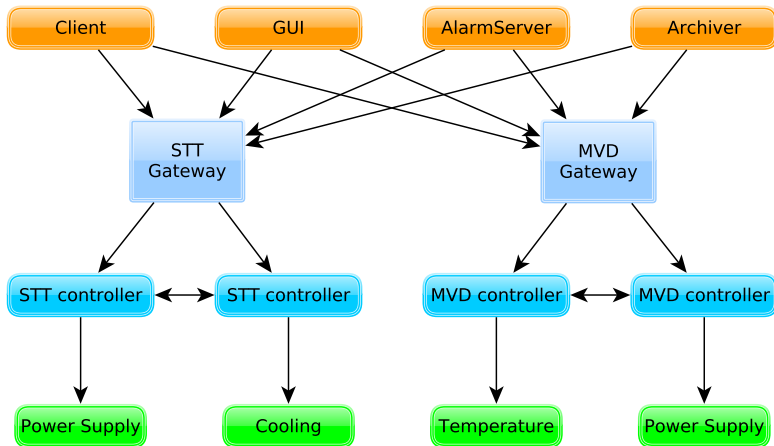 Client
GUI
AlarmServer
Archiver
STT
Gateway
MVD
Gateway
STT controller
STT controller
MVD controller
MVD controller
Power Supply
Cooling
Temperature
Power Supply